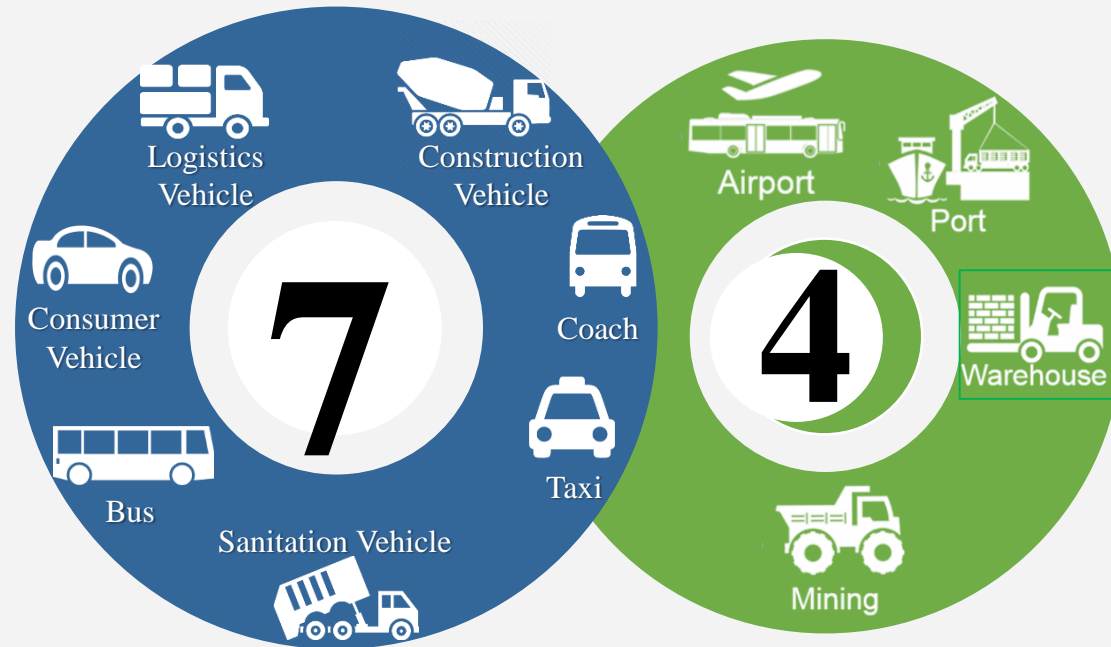 Logistics
Vehicle
Construction
Vehicle
Consumer
Vehicle
Coach
Bus
Taxi
Sanitation Vehicle
7
Airport
Port
Warehouse
Mining
4